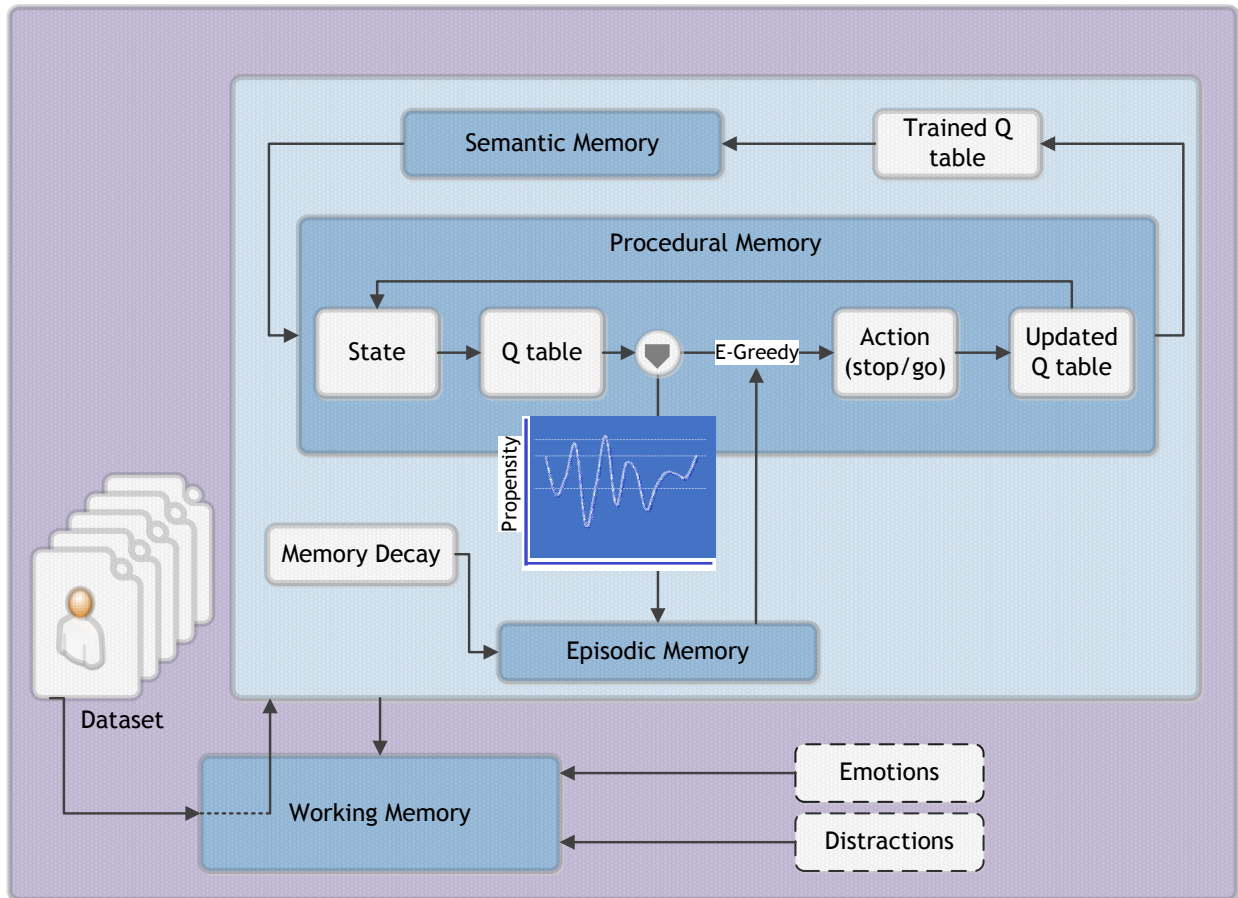 Semantic Memory
Trained Q
table
Procedural Memory
State
Q table
E-Greedy
Action
(stop/go)
Updated
Q table
Propensity
Memory Decay
Episodic Memory
Dataset
Working Memory
Emotions
Distractions